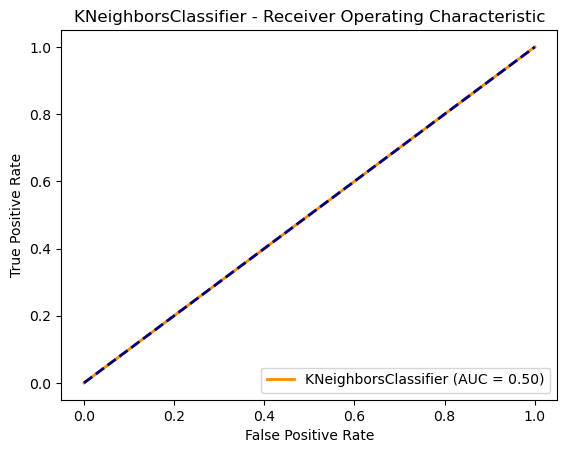 KNeighborsClassifier - Receiver Operating Characteristic
1.0
0.8
0.6
0.4
0.2
0.0
True Positive Rate
KNeighborsClassifier (AUC = 0.50)
0.0 0.2 0.4 0.6 0.8 1.0
False Positive Rate